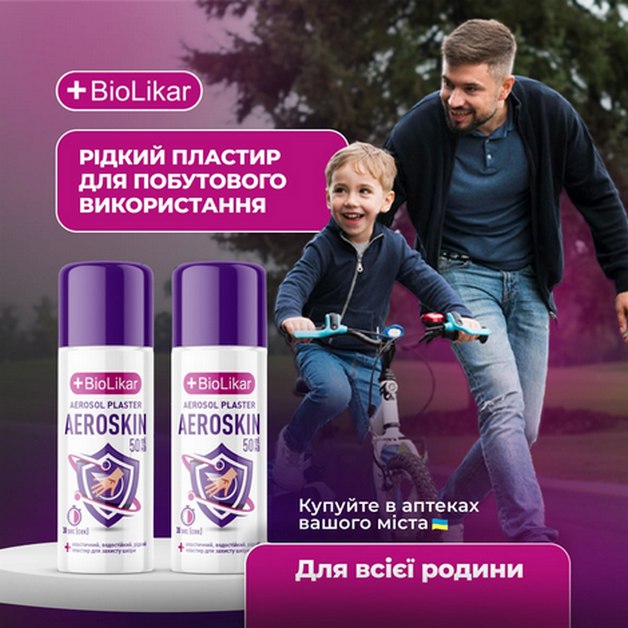 +BioLikar
РІДКИЙ ПЛАСТИР
ДЛЯ ПОБУТОВОГО
ВИКОРИСТАННЯ
+BioLikar
AEROSOL PLASTER
AEROSKIN
50
+BioLikar
AEROSOL PLASTER
AEROSKIN
50
Купуйте в аптеках
вашого міста
Для всієї родини